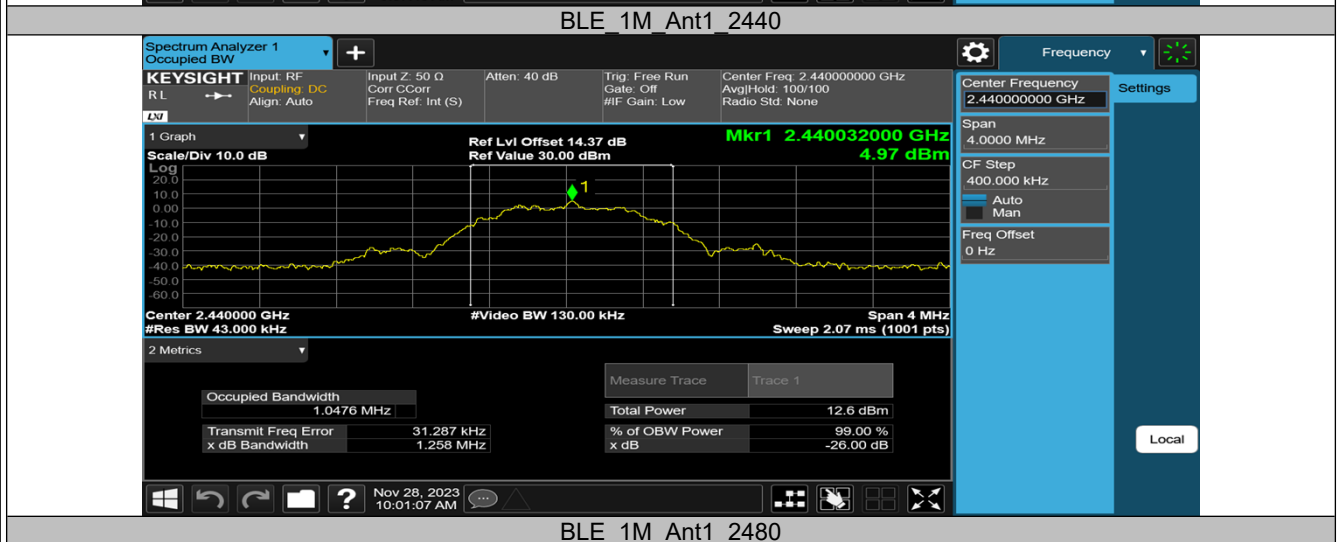 BLE_1M_Ant1_2440
Spectrum Analyzer 1
Occupied BW
Frequency
KEYSIGHT
RL
LXI
Input: RF
Coupling: DC
Align: Auto
Input Z: 50 Ω
Corr CCorr
Freq Ref: Int (S)
Atten: 40 dB
Trig: Free Run
Gate: Off
#IF Gain: Low
Center Freq: 2.440000000 GHz
Avg|Hold: 100/100
Radio Std: None
Center Frequency
2.440000000 GHz
Settings
Span
4.0000 MHz
CF Step
400.000 kHz
Auto
Man
Freq Offset
0 Hz
Local
1 Graph
Scale/Div 10.0 dB
Ref Lvl Offset 14.37 dB
Ref Value 30.00 dBm
Mkr1 2.440032000 GHz
4.97 dBm
Log
20.0
10.0
0.00
-10.0
-20.0
-30.0
-40.0
-50.0
-60.0
1
Center 2.440000 GHz
#Video BW 130.00 kHz
Span 4 MHz
#Res BW 43.000 kHz
Sweep 2.07 ms (1001 pts)
2 Metrics
Measure Trace
Trace 1
Occupied Bandwidth
1.0476 MHz
Total Power
12.6 dBm
Transmit Freq Error
31.287 kHz
% of OBW Power
99.00 %
x dB Bandwidth
1.258 MHz
x dB
-26.00 dB
?
Nov 28, 2023
10:01:07 AM
BLE_1M_Ant1_2480